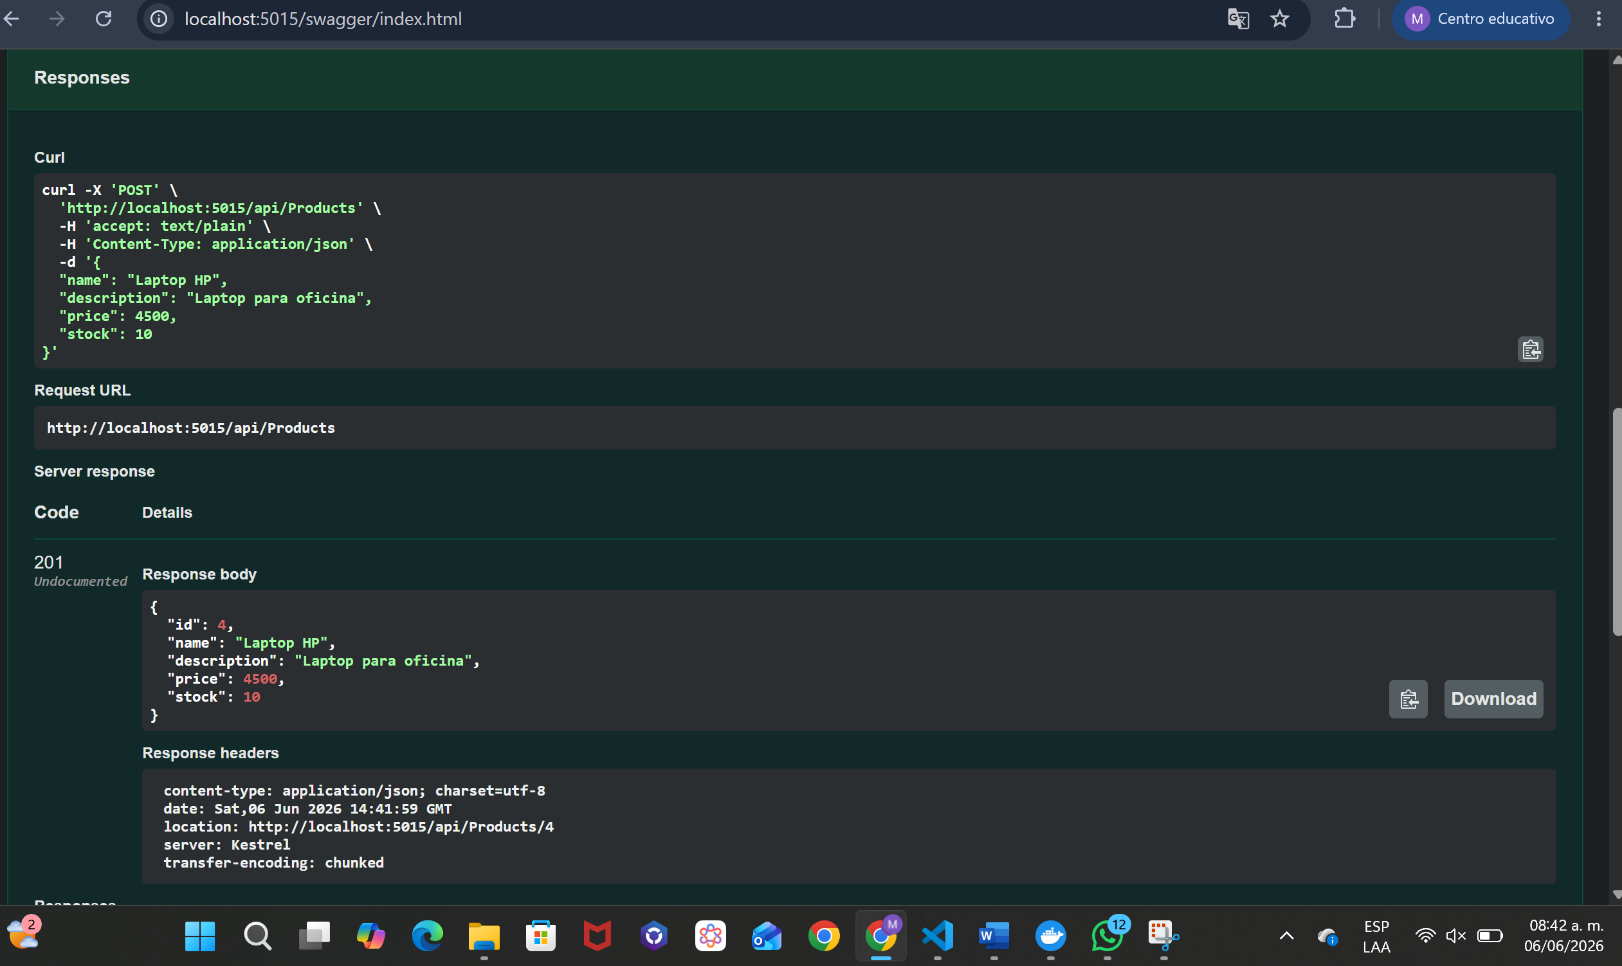 localhost:5015/swagger/index.html
M Centro educativo
Responses
Curl
curl -X 'POST' \
'http://localhost:5015/api/Products' \
-H 'accept: text/plain' \
-H 'Content-Type: application/json' \
-d '{
"name": "Laptop HP",
"description": "Laptop para oficina",
"price": 4500,
"stock": 10
}'
Request URL
http://localhost:5015/api/Products
Server response
Code Details
201
Undocumented
Response body
{
"id": 4,
"name": "Laptop HP",
"description": "Laptop para oficina",
"price": 4500,
"stock": 10
}
Download
Response headers
content-type: application/json; charset=utf-8
date: Sat,06 Jun 2026 14:41:59 GMT
location: http://localhost:5015/api/Products/4
server: Kestrel
transfer-encoding: chunked
Responses
2
M
12
ESP
LAA
08:42 a. m.
06/06/2026